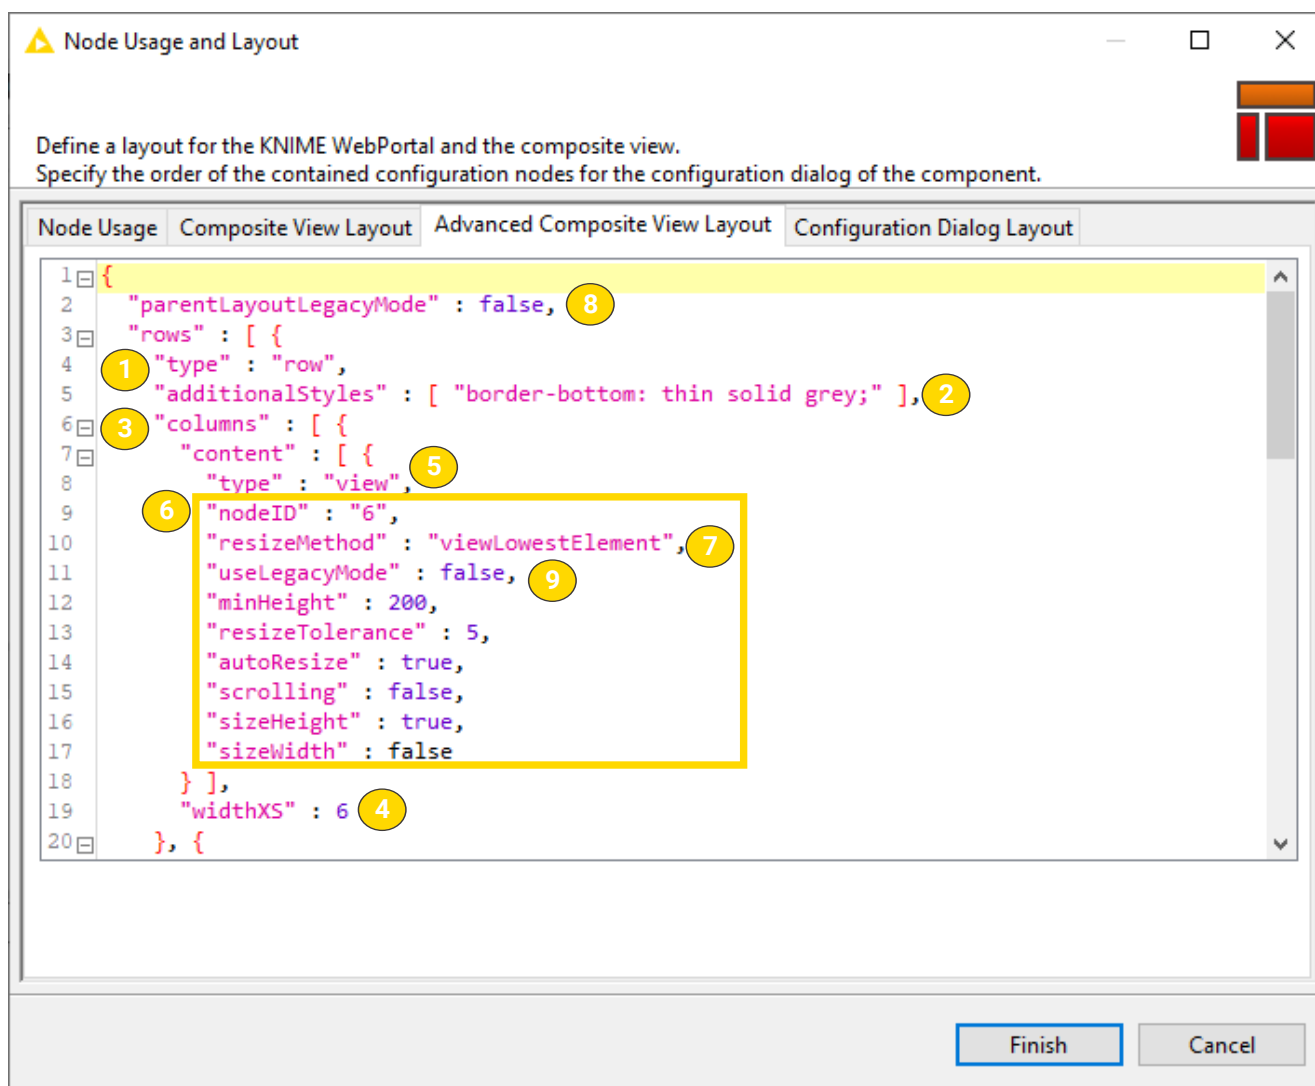 Node Usage and Layout
Define a layout for the KNIME WebPortal and the composite view.
Specify the order of the contained configuration nodes for the configuration dialog of the component.
Node Usage Composite View Layout Advanced Composite View Layout Configuration Dialog Layout
1 {
2 "parentLayoutLegacyMode" : false, 8
3 "rows" : [ {
4 1 "type" : "row",
5 "additionalStyles" : [ "border-bottom: thin solid grey;" ], 2
6 3 "columns" : [ {
7 "content" : [ {
8 "type" : "view", 5
9 6 "nodeID" : "6",
10 "resizeMethod" : "viewLowestElement", 7
11 "useLegacyMode" : false, 9
12 "minHeight" : 200,
13 "resizeTolerance" : 5,
14 "autoResize" : true,
15 "scrolling" : false,
16 "sizeHeight" : true,
17 "sizeWidth" : false
18 } ],
19 "widthXS" : 6 4
20 }, {
Finish Cancel